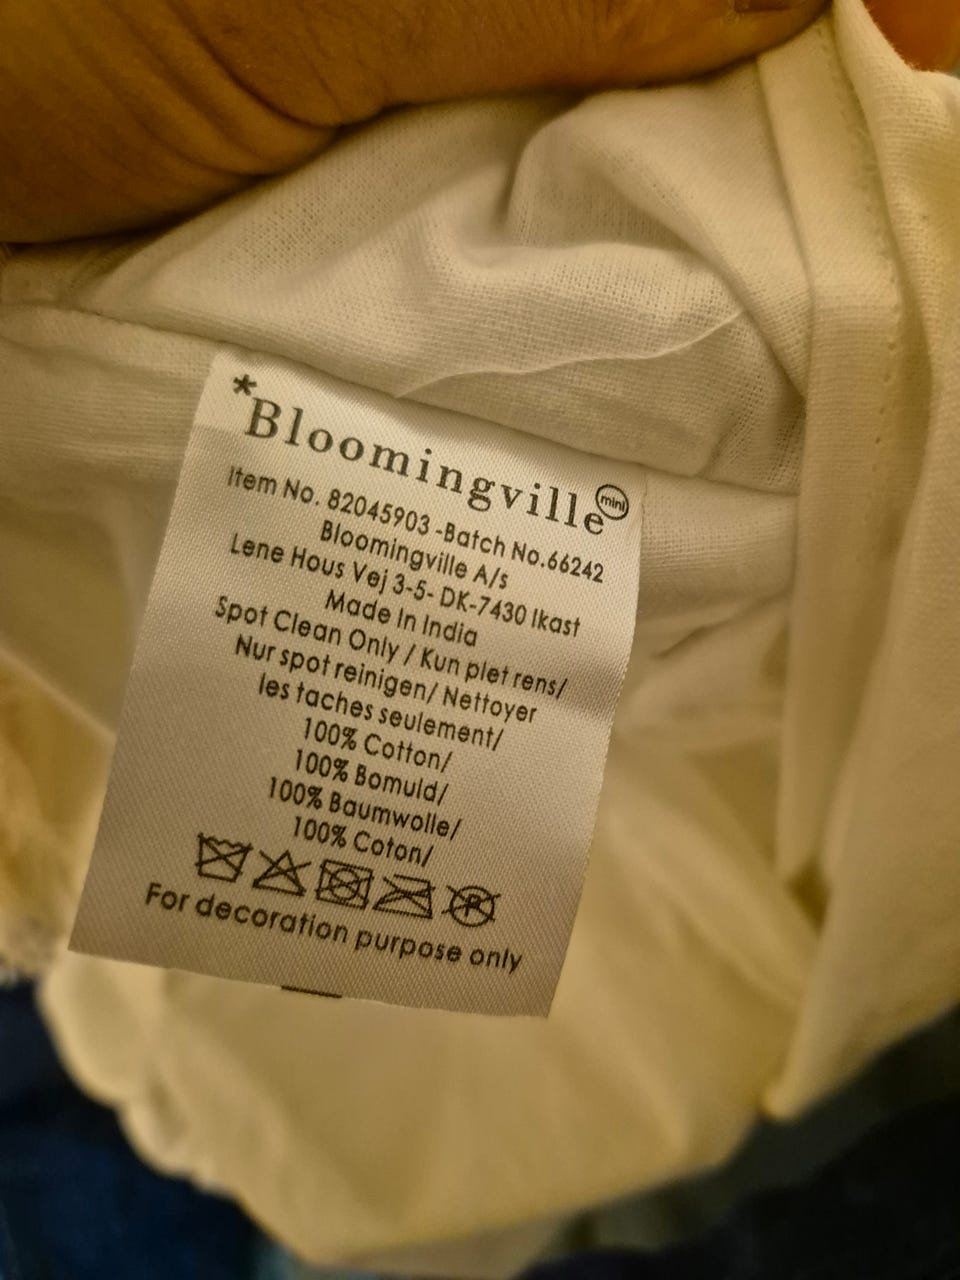 *Bloomingville mini
Item No. 82045903 -Batch No.66242
Bloomingville A/s
Lene Hous Vej 3-5- DK-7430 Ikast
Made In India
Spot Clean Only / Kun plet rens/
Nur spot reinigen/ Nettoyer
les taches seulement/
100% Cotton/
100% Bomuld/
100% Baumwolle/
100% Coton/
P
For decoration purpose only